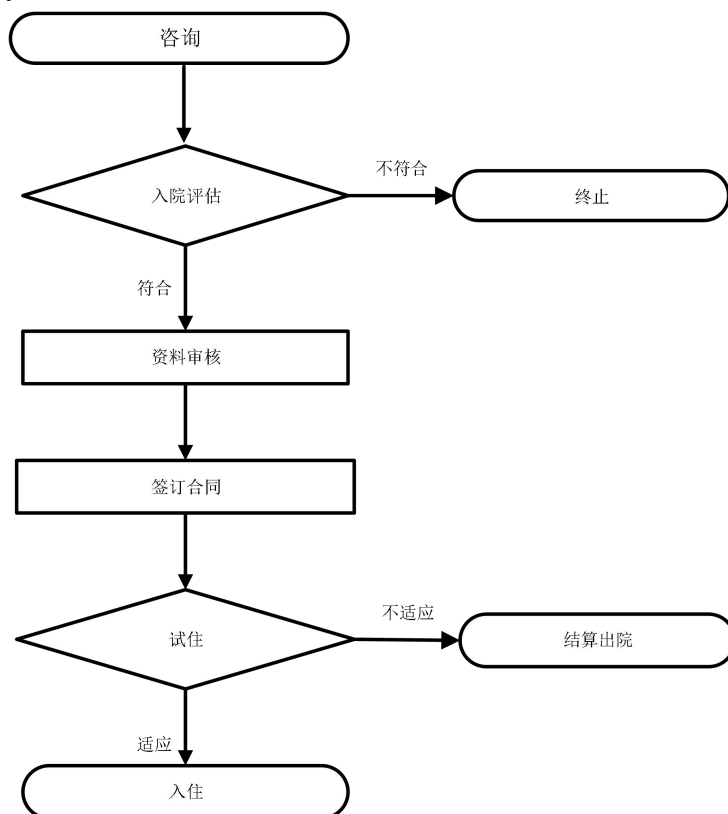 咨询
不符合
入院评估
终止
符合
资料审核
签订合同
不适应
试住
结算出院
适应
入住